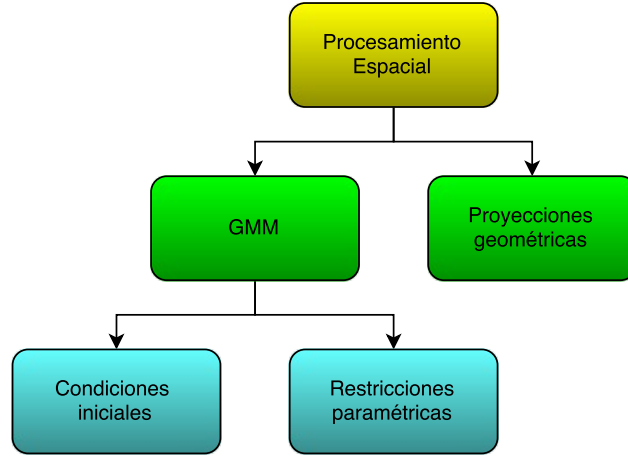 Procesamiento
Espacial
GMM
Proyecciones
geométricas
Condiciones
iniciales
Restricciones
paramétricas